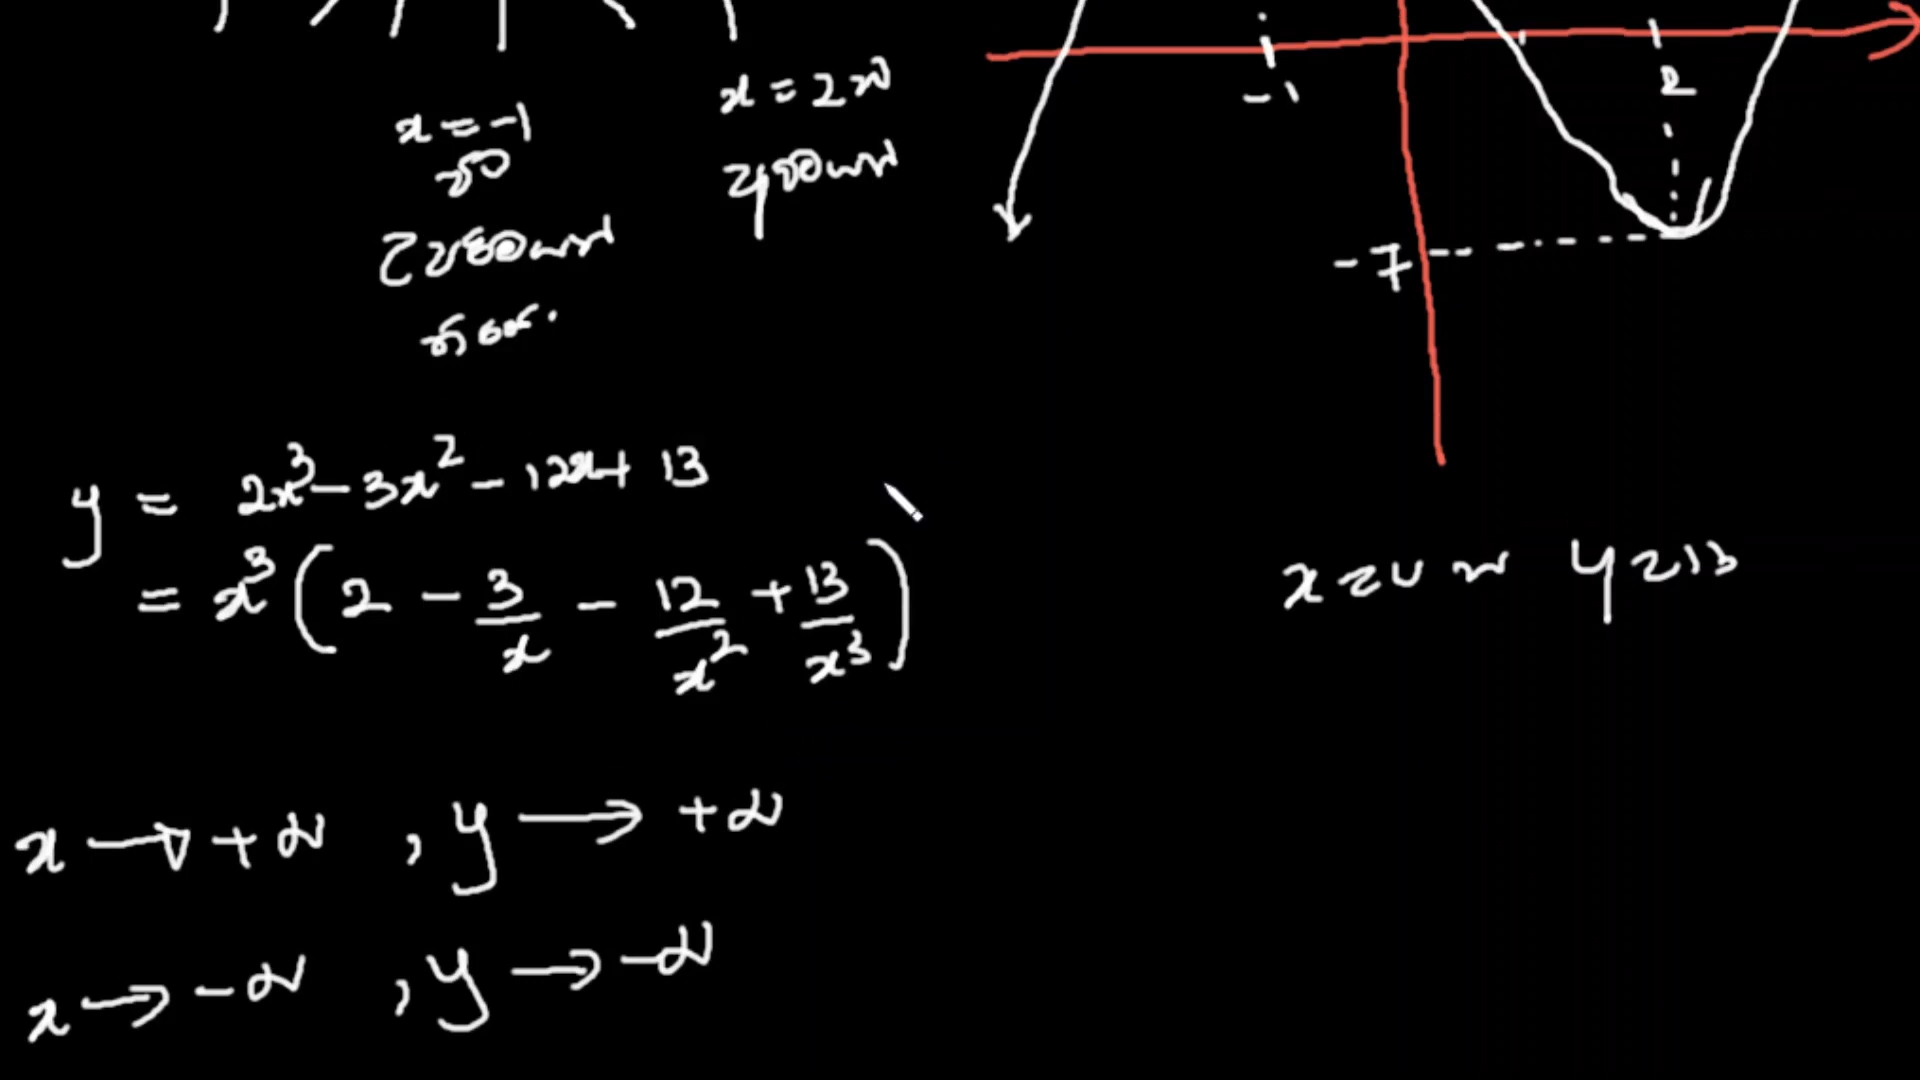 x = -1
x = 2 හි
-1
2
-7
y = 2x³ - 3x² - 12x + 13
= x³(2 - 3/x - 12/x² + 13/x³)
x = 0 y = 13
x → +∞ , y → +∞
x → -∞ , y → -∞